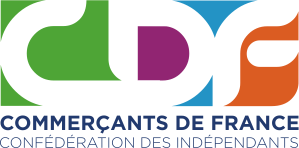 CDF
COMMERÇANTS DE FRANCE
CONFÉDÉRATION DES INDÉPENDANTS